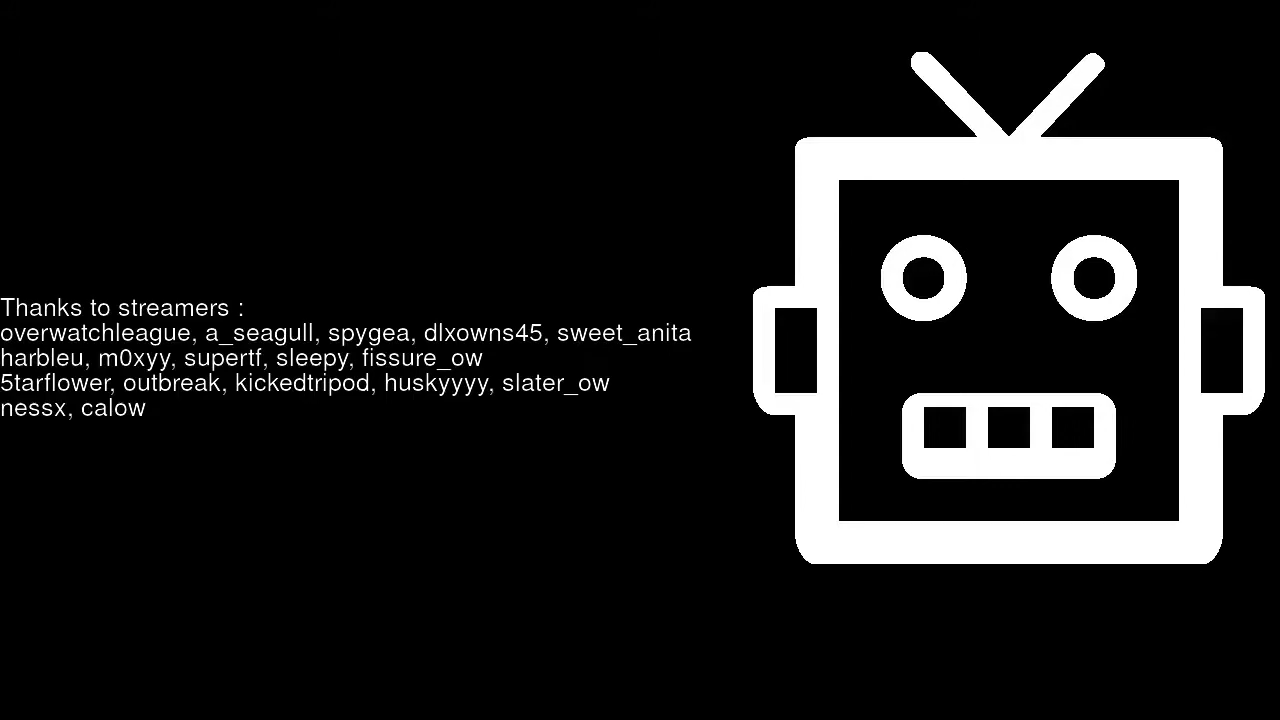 Thanks to streamers :
overwatchleague, a_seagull, spygea, dlxowns45, sweet_anita
harbleu, m0xyy, supertf, sleepy, fissure_ow
5tarflower, outbreak, kickedtripod, huskyyyy, slater_ow
nessx, calow